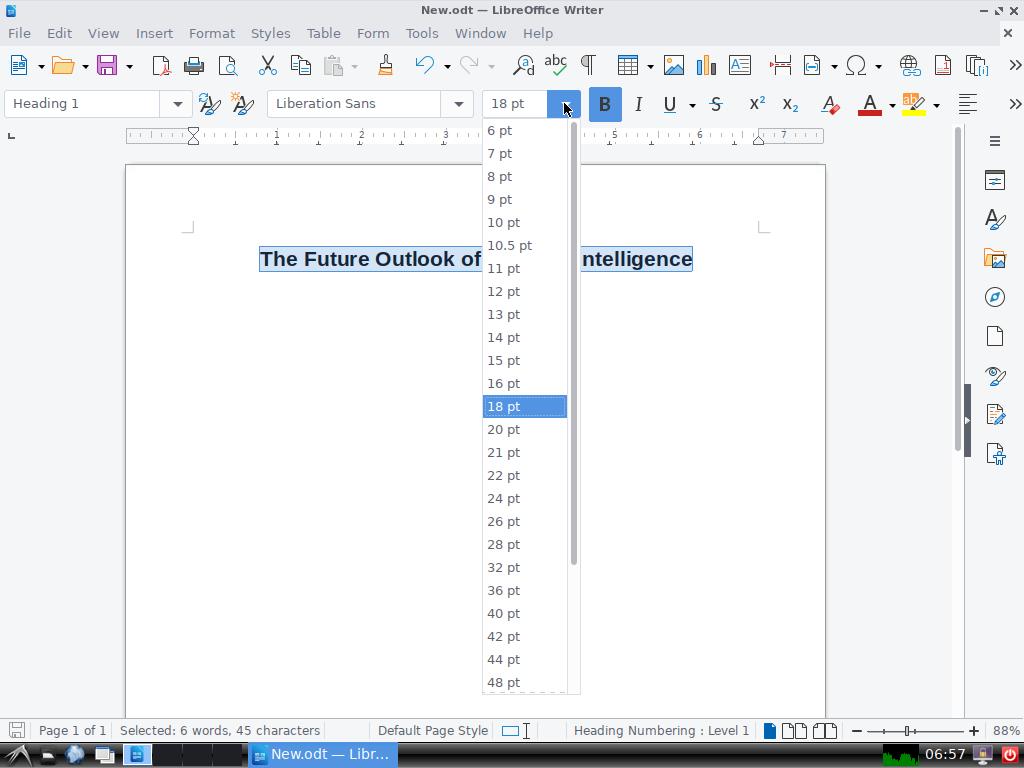 New.odt — LibreOffice Writer
File Edit View Insert Format Styles Table Form Tools Window Help
Heading 1 Liberation Sans 18 pt B I U S X² X₂ A A
1 2 3 5 6 7
6 pt
7 pt
8 pt
9 pt
10 pt
10.5 pt
The Future Outlook of ntelligence
11 pt
12 pt
13 pt
14 pt
15 pt
16 pt
18 pt
20 pt
21 pt
22 pt
24 pt
26 pt
28 pt
32 pt
36 pt
40 pt
42 pt
44 pt
48 pt
Page 1 of 1 Selected: 6 words, 45 characters Default Page Style Heading Numbering : Level 1 88%
New.odt — Libr... 06:57